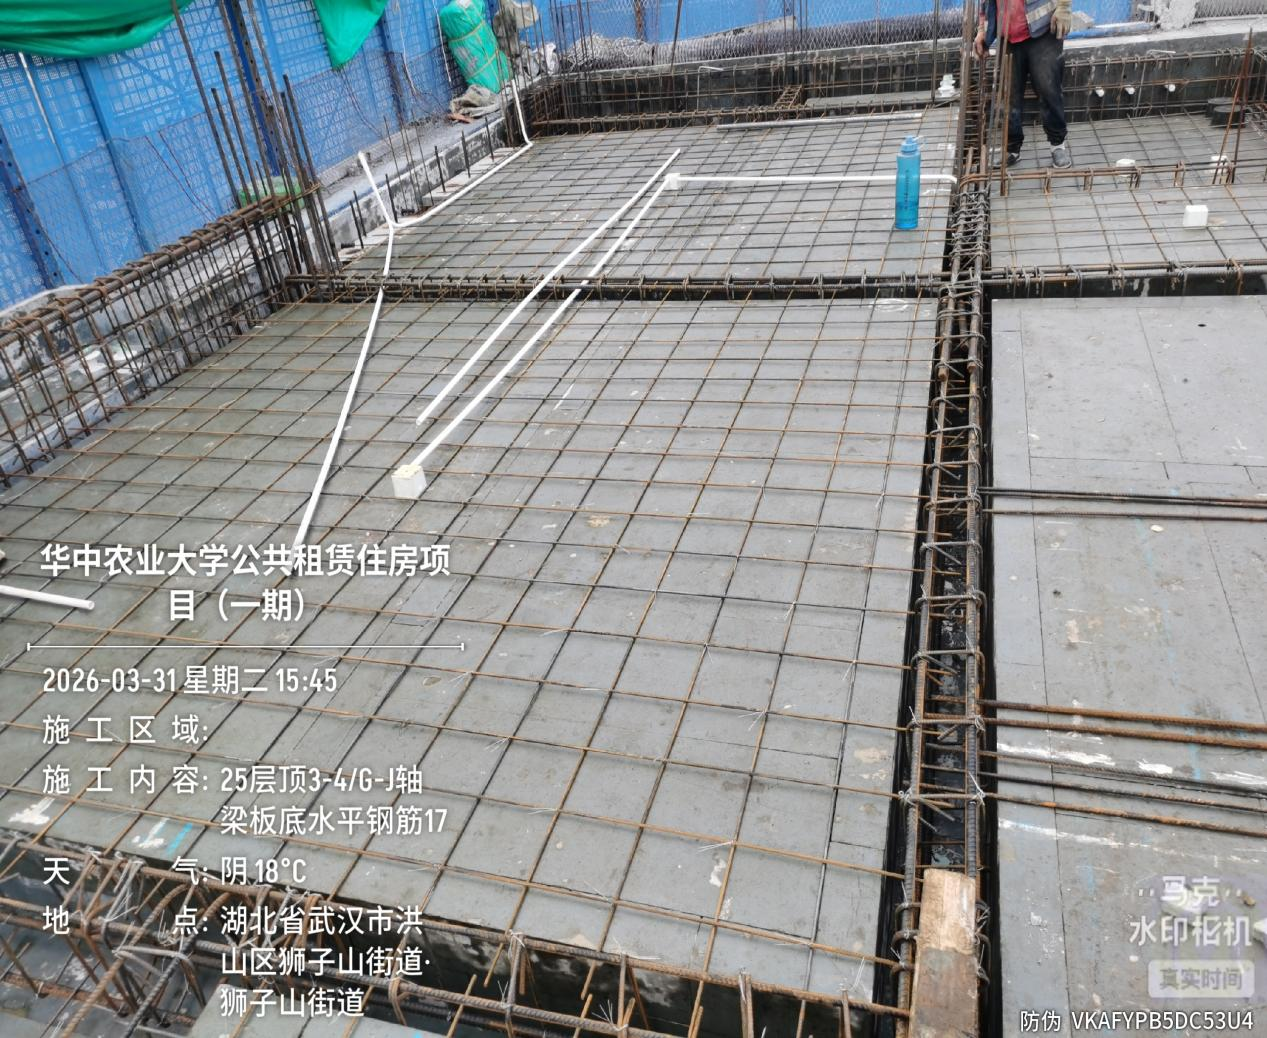 华中农业大学公共租赁住房项
目（一期）
2026-03-31 星期二 15:45
施工区域:
施工内容: 25层顶3-4/G-J轴
梁板底水平钢筋17
天气: 阴 18°C
地点: 湖北省武汉市洪
山区狮子山街道·
狮子山街道
马克
水印相机
真实时间
防伪 VKAFYPB5DC53U4